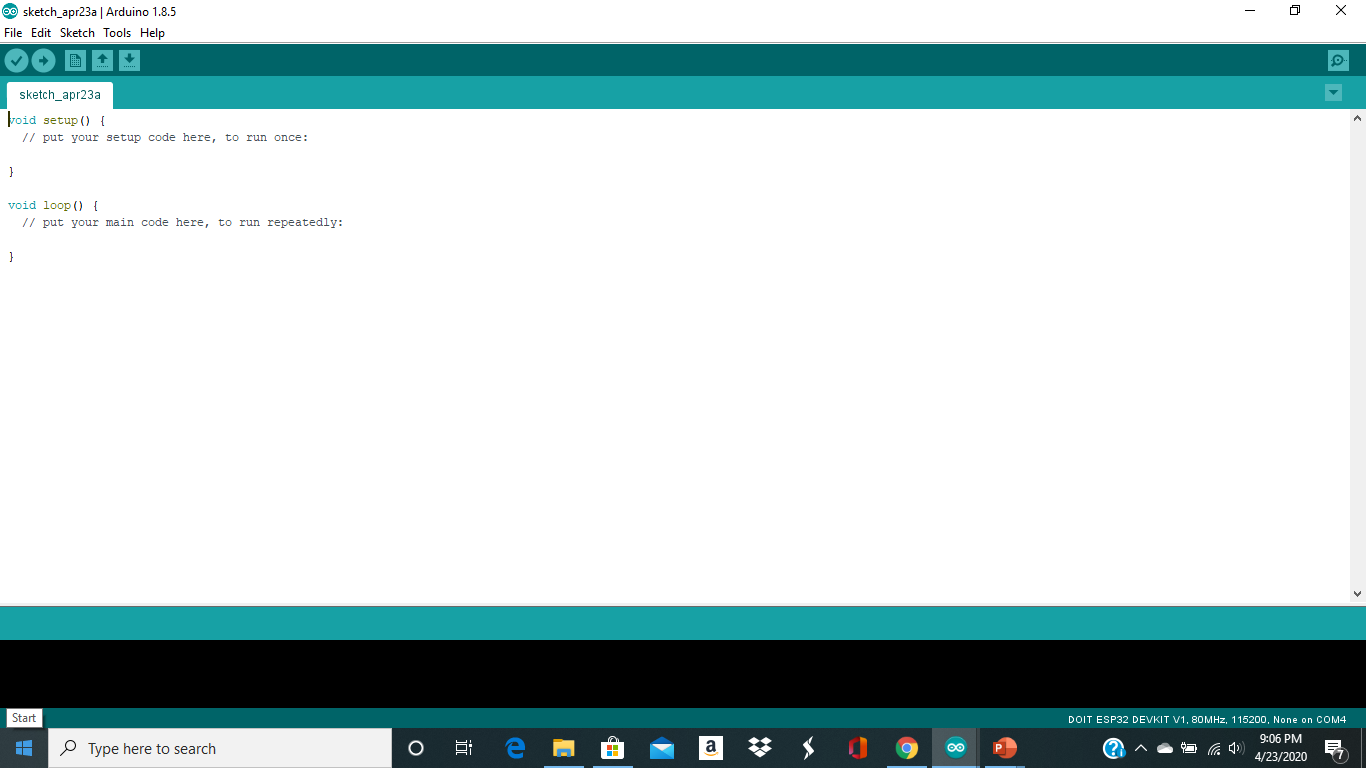 sketch_apr23a | Arduino 1.8.5
File Edit Sketch Tools Help
sketch_apr23a
void setup() {
  // put your setup code here, to run once:
}
void loop() {
  // put your main code here, to run repeatedly:
}
DOIT ESP32 DEVKIT V1, 80MHz, 115200, None on COM4
Start
Type here to search
9:06 PM
4/23/2020
7